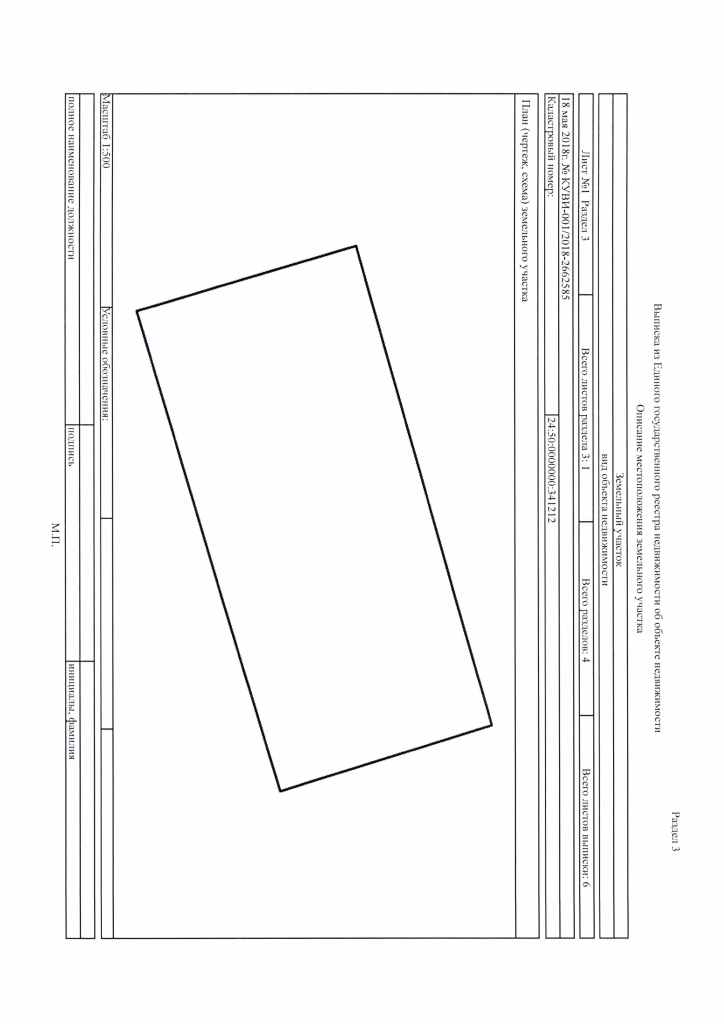 Раздел 3
Выписка из Единого государственного реестра недвижимости об объекте недвижимости
Описание местоположения земельного участка
Земельный участок
вид объекта недвижимости
Лист №1 Раздел 3
Всего листов раздела 3: 1
Всего разделов: 4
Всего листов выписки: 6
18 мая 2018г. № КУВИ-001/2018-2662585
Кадастровый номер:
24:50:0000000:341212
План (чертеж, схема) земельного участка
Масштаб 1:500
Условные обозначения:
полное наименование должности
подпись
инициалы, фамилия
М.П.